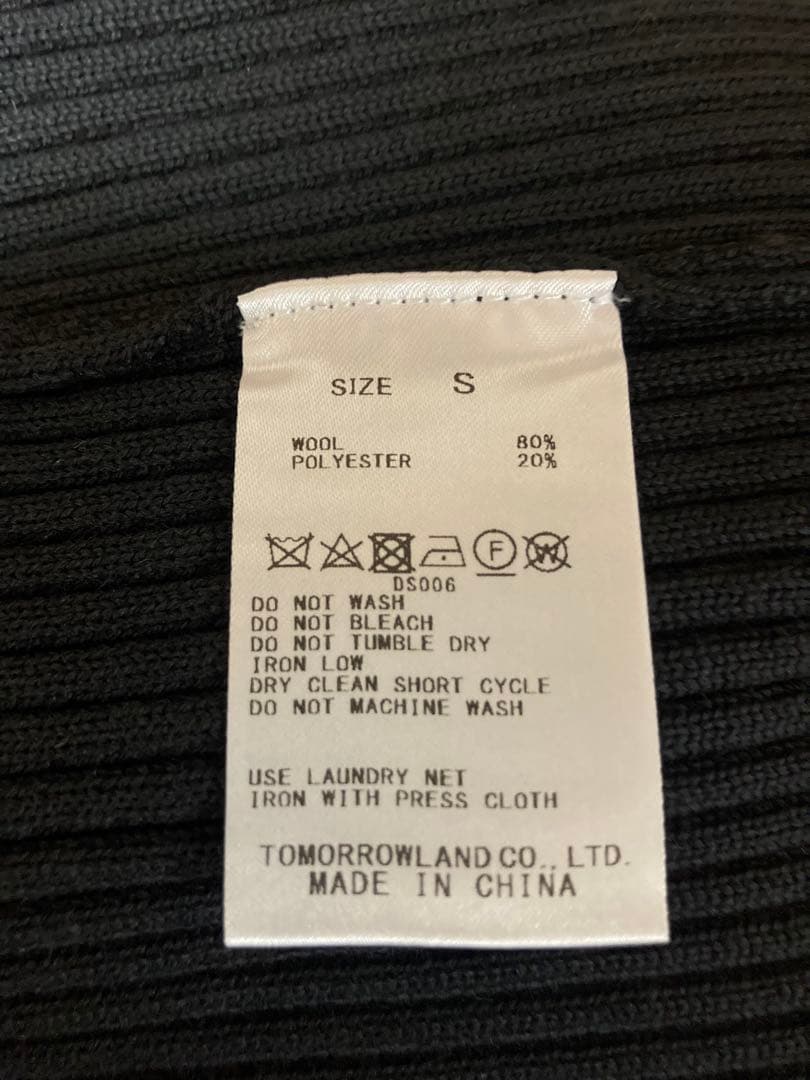 SIZE S
WOOL 80%
POLYESTER 20%
F W
DS006
DO NOT WASH
DO NOT BLEACH
DO NOT TUMBLE DRY
IRON LOW
DRY CLEAN SHORT CYCLE
DO NOT MACHINE WASH
USE LAUNDRY NET
IRON WITH PRESS CLOTH
TOMORROWLAND CO., LTD.
MADE IN CHINA